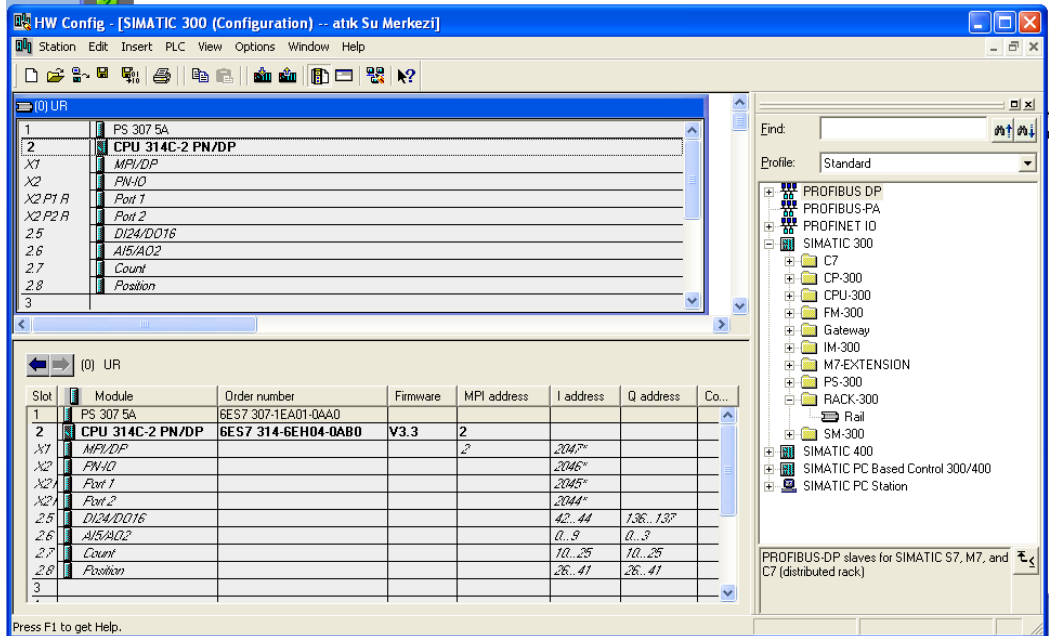 HW Config - [SIMATIC 300 (Configuration) -- atık Su Merkezi]
Station Edit Insert PLC View Options Window Help
(0) UR
1 PS 307 5A
2 CPU 314C-2 PN/DP
X1 MPI/DP
X2 PN-IO
X2 P1 R Port 1
X2 P2 R Port 2
2.5 DI24/DO16
2.6 AI5/AO2
2.7 Count
2.8 Position
3
Find:
Profile: Standard
PROFIBUS DP
PROFIBUS-PA
PROFINET IO
SIMATIC 300
C7
CP-300
CPU-300
FM-300
Gateway
IM-300
M7-EXTENSION
PS-300
RACK-300
Rail
SM-300
SIMATIC 400
SIMATIC PC Based Control 300/400
SIMATIC PC Station
PROFIBUS-DP slaves for SIMATIC S7, M7, and
C7 (distributed rack)
(0) UR
Slot Module Order number Firmware MPI address I address Q address Co...
1 PS 307 5A 6ES7 307-1EA01-0AA0
2 CPU 314C-2 PN/DP 6ES7 314-6EH04-0AB0 V3.3 2
X1 MPI/DP 2 2047*
X2 PN-IO 2046*
X2 Port 1 2045*
X2 Port 2 2044*
2.5 DI24/DO16 42...44 136...137
2.6 AI5/AO2 0...9 0...3
2.7 Count 10...25 10...25
2.8 Position 26...41 26...41
3
Press F1 to get Help.